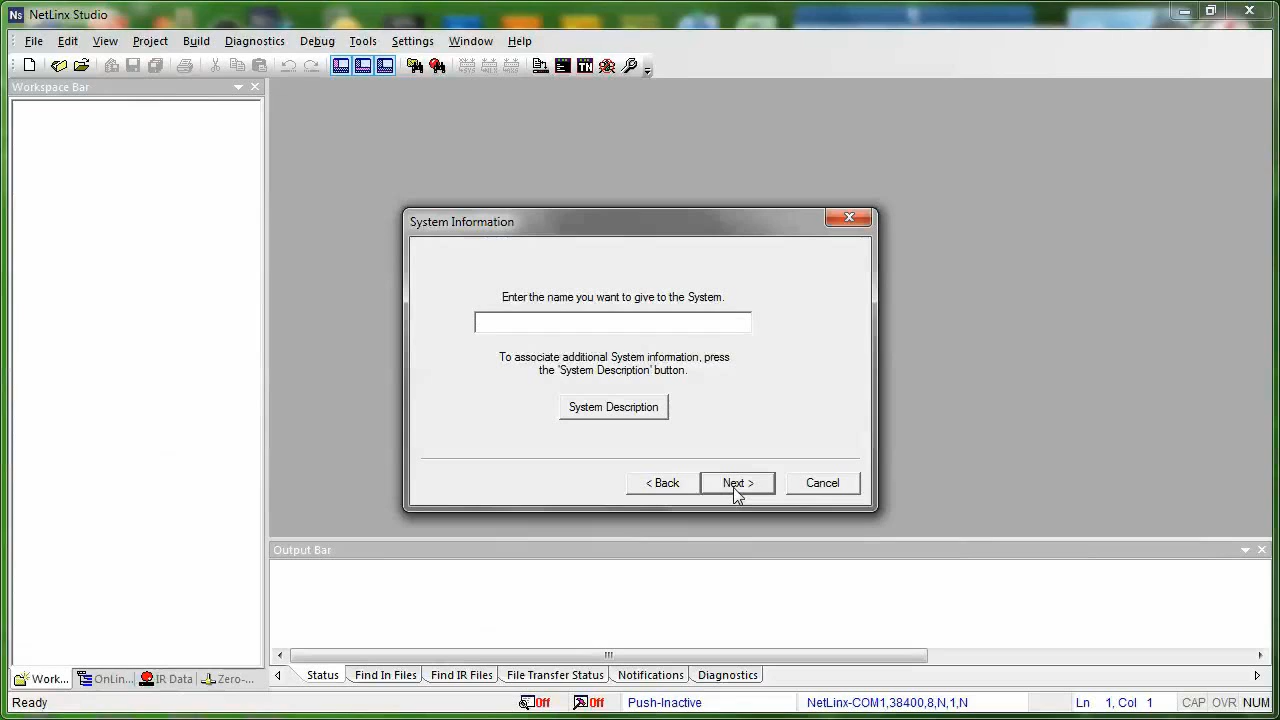 NetLinx Studio
File Edit View Project Build Diagnostics Debug Tools Settings Window Help
Workspace Bar
System Information
Enter the name you want to give to the System.
To associate additional System information, press
the 'System Description' button.
System Description
< Back Next > Cancel
Output Bar
Work... OnLin... IR Data Zero-... Status Find In Files Find IR Files File Transfer Status Notifications Diagnostics
Ready Off Off Push-Inactive NetLinx-COM1,38400,8,N,1,N Ln 1, Col 1 CAP OVR NUM